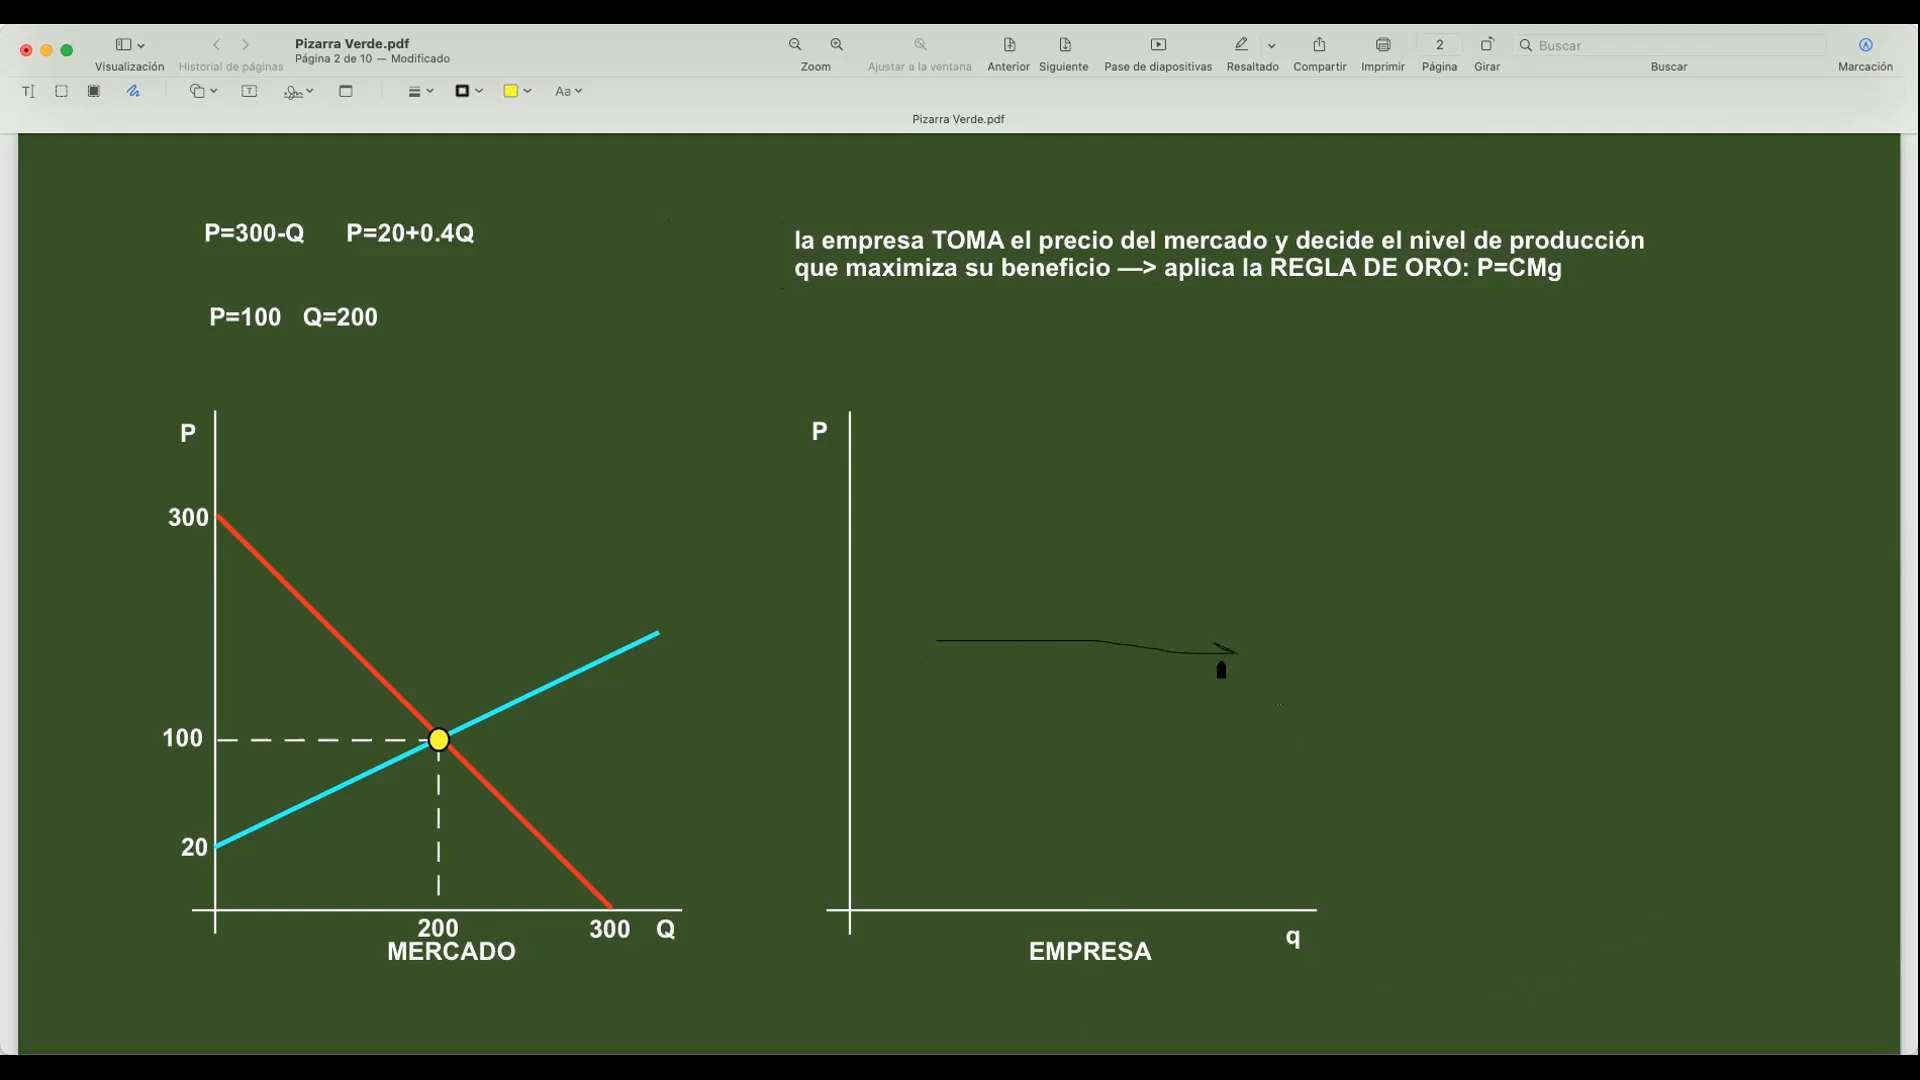 Pizarra Verde.pdf
Página 2 de 10 — Modificado
Visualización
Historial de páginas
Zoom
Ajustar a la ventana
Anterior
Siguiente
Pase de diapositivas
Resaltado
Compartir
Imprimir
2
Página
Girar
Buscar
Buscar
Marcación
Aa
Pizarra Verde.pdf
P=300-Q P=20+0.4Q
P=100 Q=200
la empresa TOMA el precio del mercado y decide el nivel de producción
que maximiza su beneficio —> aplica la REGLA DE ORO: P=CMg
P
300
100
20
200
300
Q
MERCADO
P
q
EMPRESA